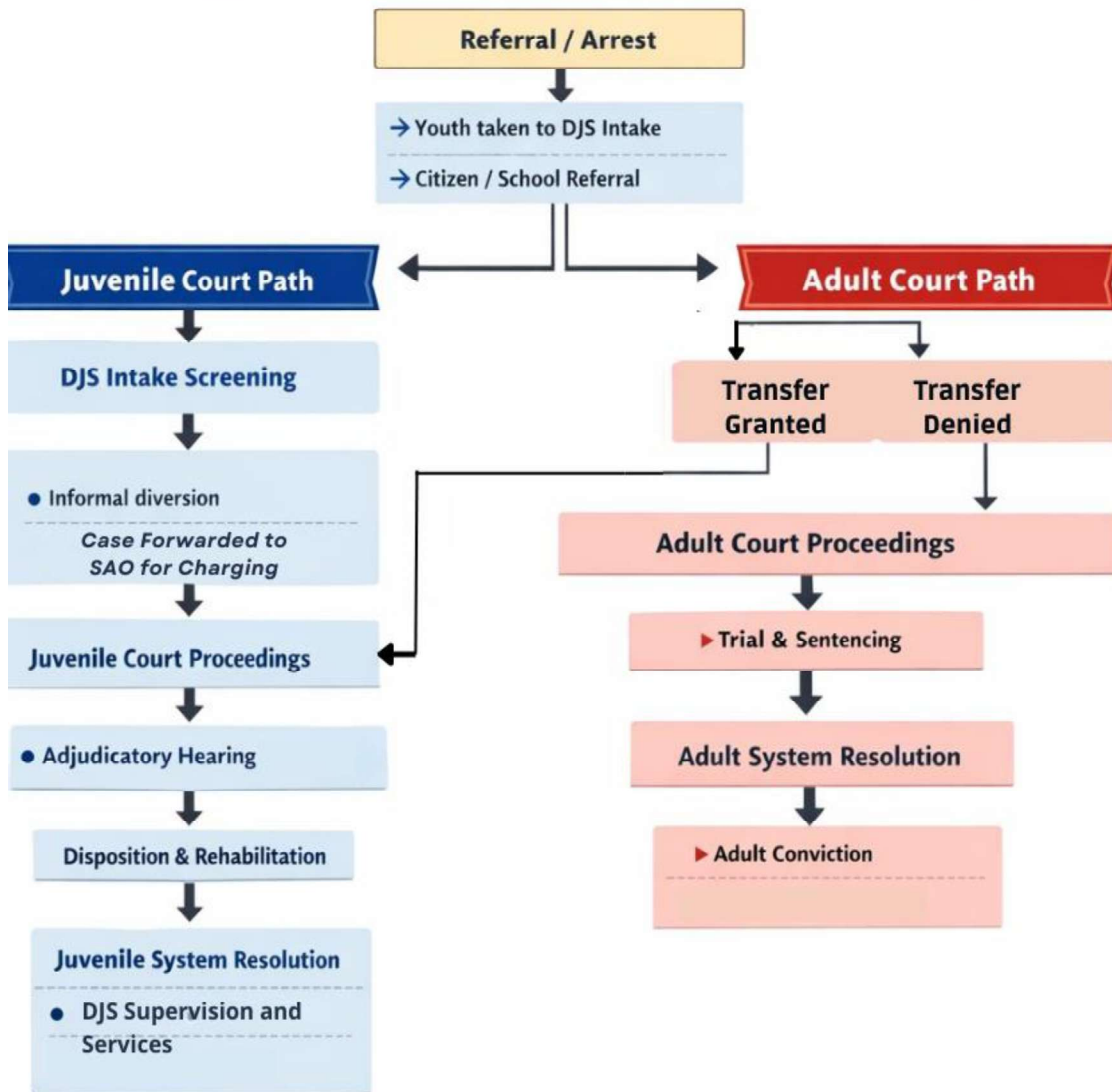 Referral / Arrest
→ Youth taken to DJS Intake
→ Citizen / School Referral
Juvenile Court Path
Adult Court Path
DJS Intake Screening
Transfer
Granted
Transfer
Denied
• Informal diversion
Case Forwarded to
SAO for Charging
Adult Court Proceedings
▶ Trial & Sentencing
Juvenile Court Proceedings
• Adjudicatory Hearing
Adult System Resolution
Disposition & Rehabilitation
▶ Adult Conviction
Juvenile System Resolution
• DJS Supervision and
Services